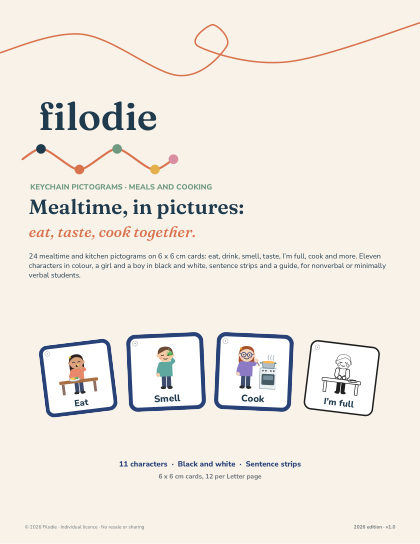 filodie
KEYCHAIN PICTOGRAMS · MEALS AND COOKING
Mealtime, in pictures:
eat, taste, cook together.
24 mealtime and kitchen pictograms on 6 x 6 cm cards: eat, drink, smell, taste, I'm full, cook and more. Eleven
characters in colour, a girl and a boy in black and white, sentence strips and a guide, for nonverbal or minimally
verbal students.
Eat
Smell
Cook
I'm full
11 characters · Black and white · Sentence strips
6 x 6 cm cards, 12 per Letter page
© 2026 Filodie · Individual licence · No resale or sharing
2026 edition · v1.0